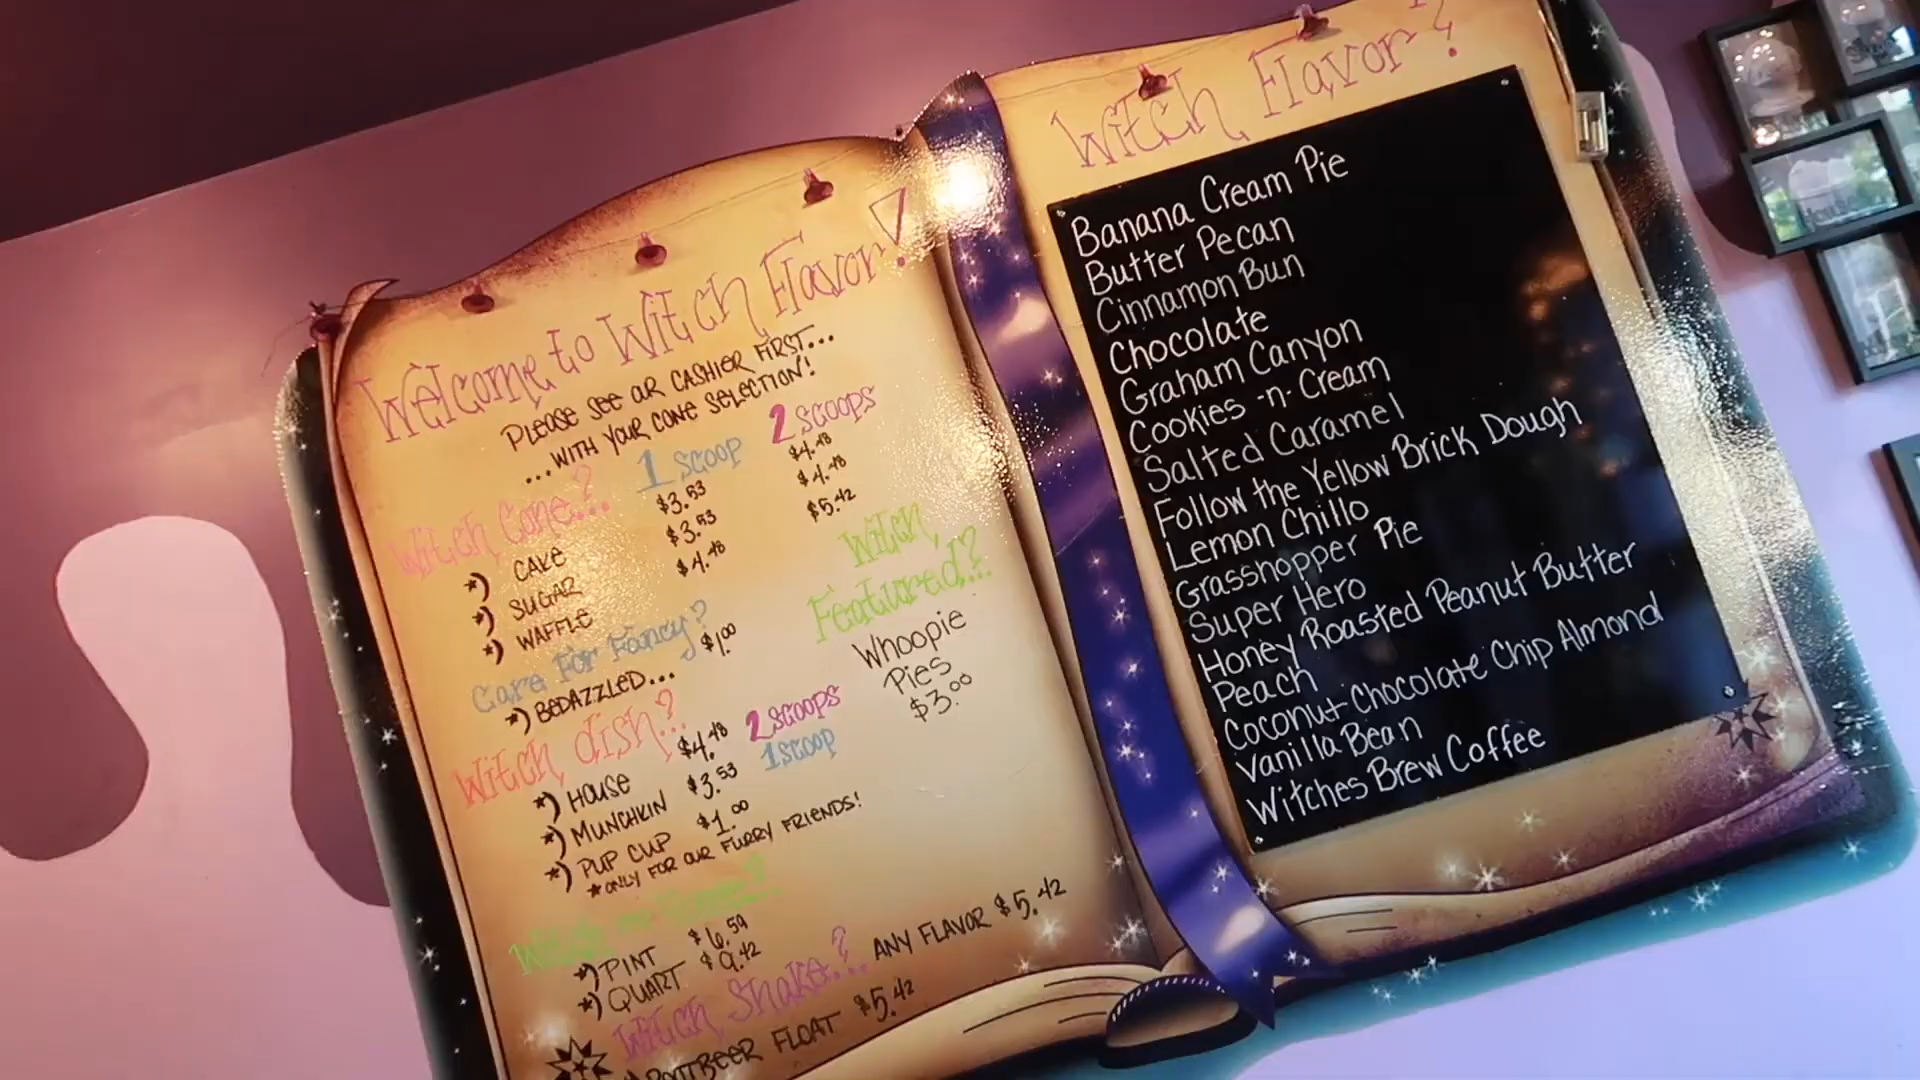 Welcome to Witch Flavor!
PLEASE SEE OUR CASHIER FIRST...
...WITH YOUR CONE SELECTION!
Witch Cone?...
1 SCOOP
2 SCOOPS
*) CAKE $3.53 $4.48
*) SUGAR $3.53 $4.48
*) WAFFLE $4.48 $5.42
Care For Fancy?
*) BEDAZZLED... $1.00
Witch Featured?...
Whoopie
Pies
$3.00
Witch dish?...
*) HOUSE $4.48 2 SCOOPS
*) MUNCHKIN $3.53 1 SCOOP
*) PUP CUP $1.00
*ONLY FOR OUR FURRY FRIENDS!
*) PINT $6.59
*) QUART $9.42
Witch Shake?... ANY FLAVOR $5.42
ROOTBEER FLOAT $5.42
Witch Flavor?
Banana Cream Pie
Butter Pecan
Cinnamon Bun
Chocolate
Graham Canyon
Cookies -n- Cream
Salted Caramel
Follow the Yellow Brick Dough
Lemon Chillo
Grasshopper Pie
Super Hero
Honey Roasted Peanut Butter
Peach
Coconut Chocolate Chip Almond
Vanilla Bean
Witches Brew Coffee